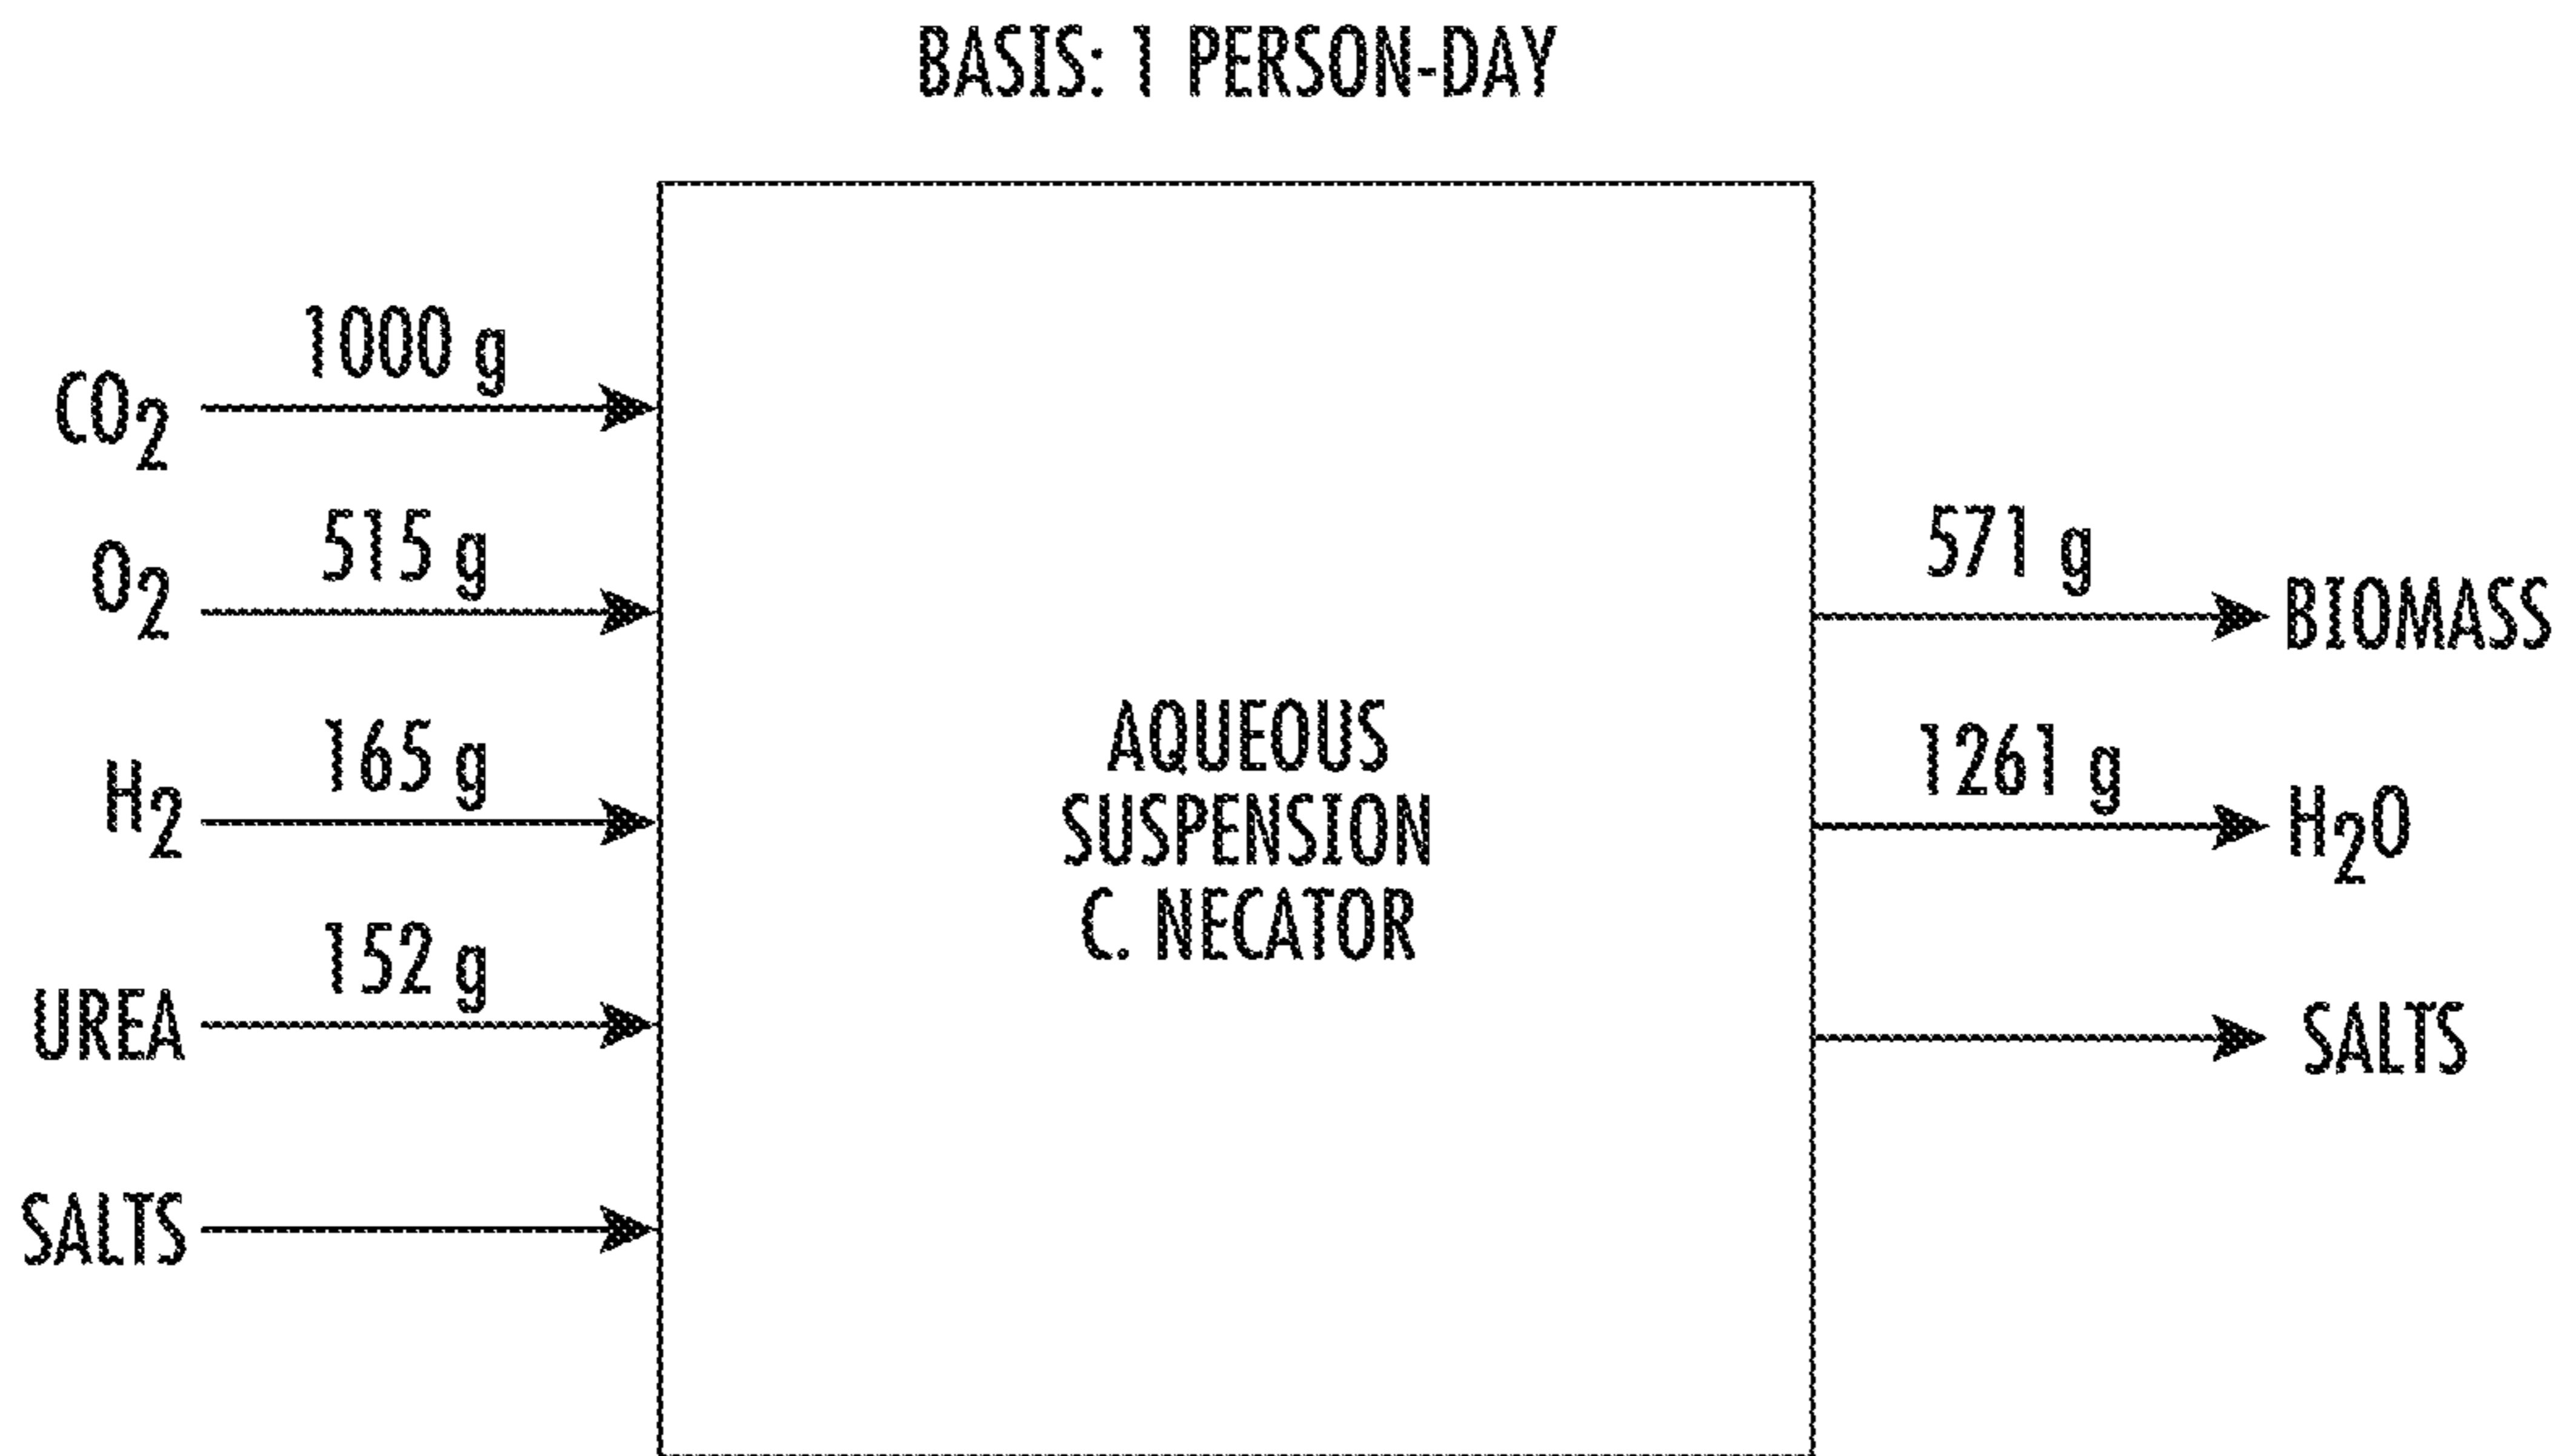 BASIS: 1 PERSON-DAY
1000 g
CO2
515 g
O2
165 g
H2
152 g
UREA
SALTS
AQUEOUS
SUSPENSION
C. NECATOR
571 g
BIOMASS
1261 g
H2O
SALTS